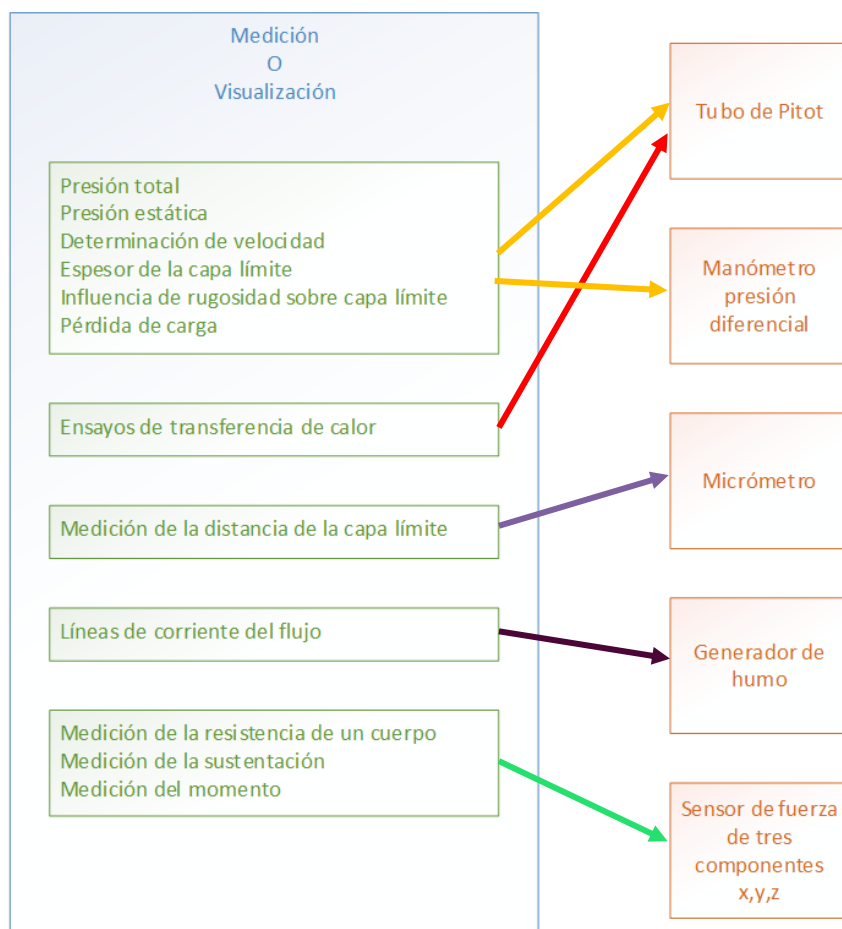 Medición
O
Visualización
Presión total
Presión estática
Determinación de velocidad
Espesor de la capa límite
Influencia de rugosidad sobre capa límite
Pérdida de carga
Ensayos de transferencia de calor
Medición de la distancia de la capa límite
Líneas de corriente del flujo
Medición de la resistencia de un cuerpo
Medición de la sustentación
Medición del momento
Tubo de Pitot
Manómetro
presión
diferencial
Micrómetro
Generador de
humo
Sensor de fuerza
de tres
componentes
x,y,z